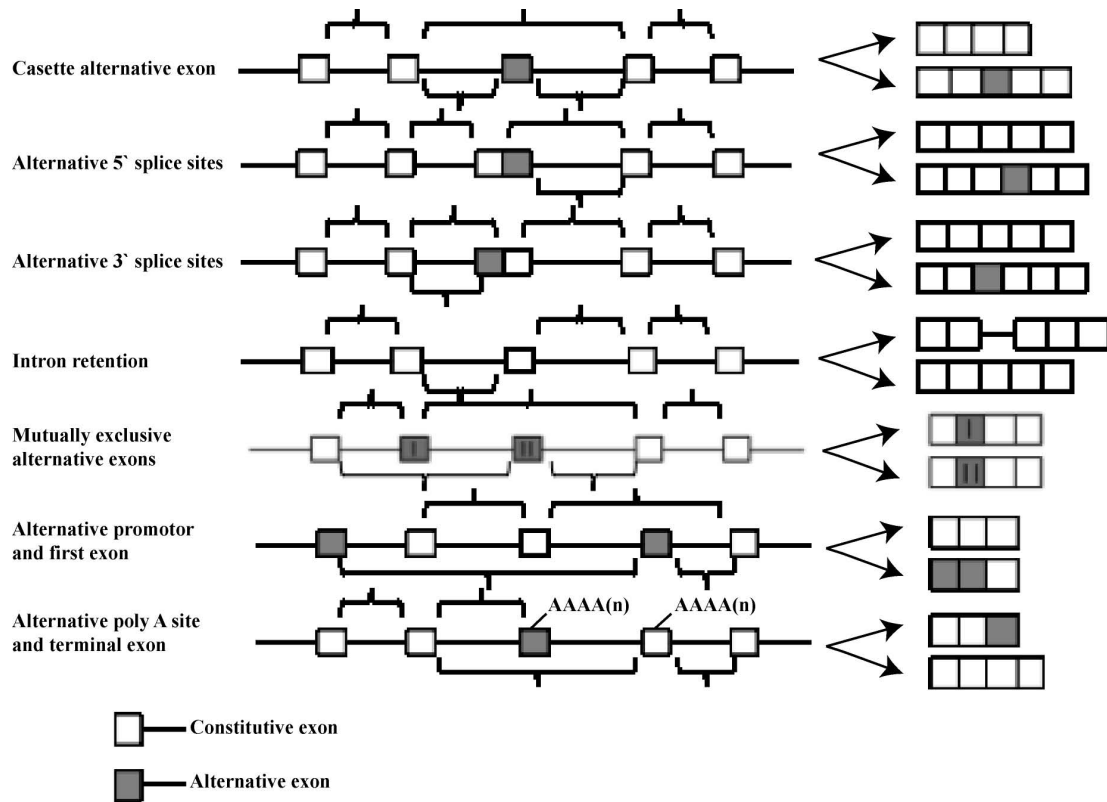 Casette alternative exon
Alternative 5` splice sites
Alternative 3` splice sites
Intron retention
Mutually exclusive
alternative exons
I
II
I
II
Alternative promotor
and first exon
Alternative poly A site
and terminal exon
AAAA(n)
AAAA(n)
Constitutive exon
Alternative exon